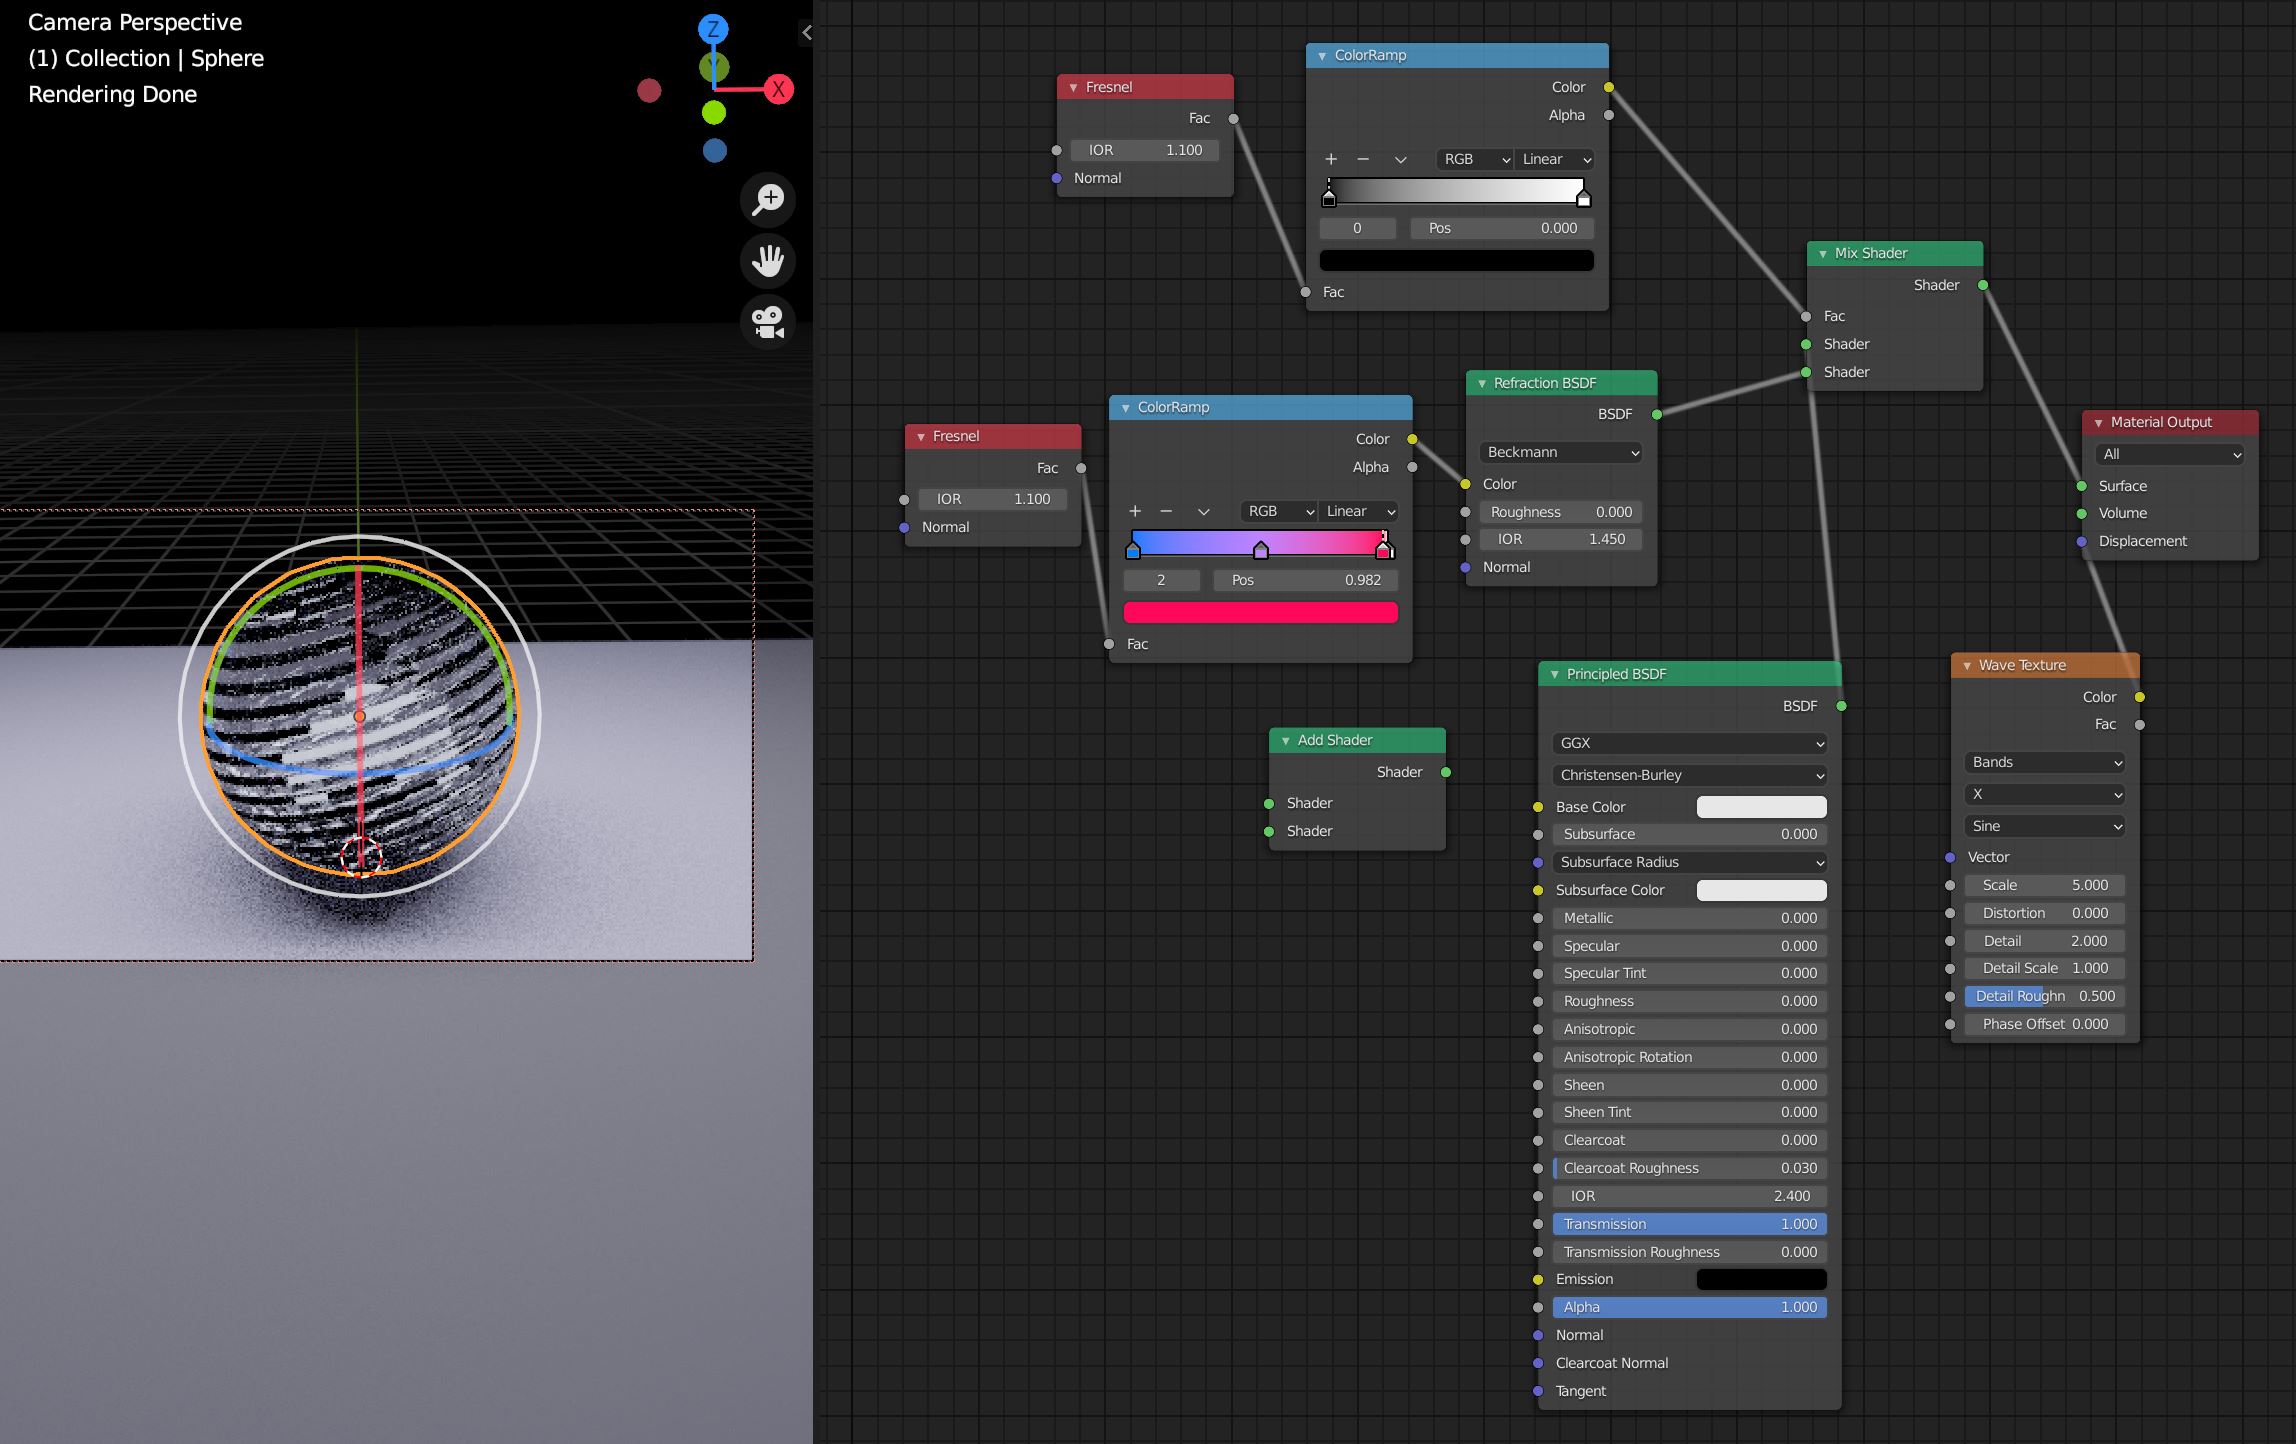 Camera Perspective
(1) Collection | Sphere
Rendering Done
Z
Y
X
Fresnel
Fac
IOR 1.100
Normal
ColorRamp
Color
Alpha
RGB Linear
0 Pos 0.000
Fac
Mix Shader
Shader
Fac
Shader
Shader
Fresnel
Fac
IOR 1.100
Normal
ColorRamp
Color
Alpha
RGB Linear
2 Pos 0.982
Fac
Refraction BSDF
BSDF
Beckmann
Color
Roughness 0.000
IOR 1.450
Normal
Material Output
All
Surface
Volume
Displacement
Add Shader
Shader
Shader
Shader
Principled BSDF
BSDF
GGX
Christensen-Burley
Base Color
Subsurface 0.000
Subsurface Radius
Subsurface Color
Metallic 0.000
Specular 0.000
Specular Tint 0.000
Roughness 0.000
Anisotropic 0.000
Anisotropic Rotation 0.000
Sheen 0.000
Sheen Tint 0.000
Clearcoat 0.000
Clearcoat Roughness 0.030
IOR 2.400
Transmission 1.000
Transmission Roughness 0.000
Emission
Alpha 1.000
Normal
Clearcoat Normal
Tangent
Wave Texture
Color
Fac
Bands
X
Sine
Vector
Scale 5.000
Distortion 0.000
Detail 2.000
Detail Scale 1.000
Detail Roughn 0.500
Phase Offset 0.000